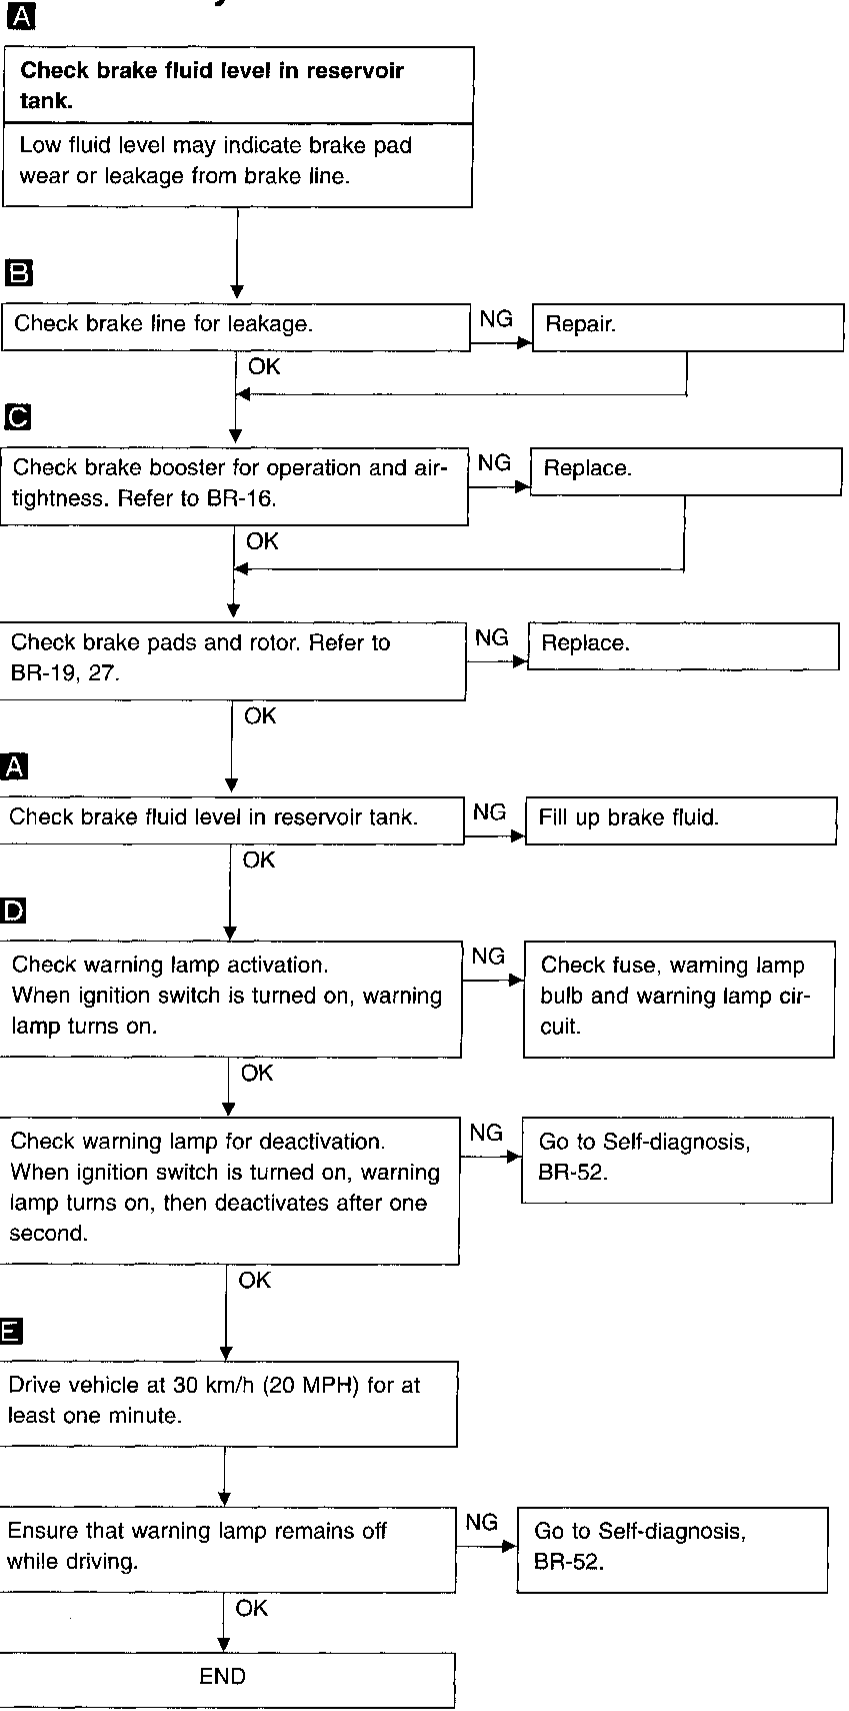 A
Check brake fluid level in reservoir
tank.
Low fluid level may indicate brake pad
wear or leakage from brake line.
B
Check brake line for leakage.
NG
Repair.
OK
C
Check brake booster for operation and air-
tightness. Refer to BR-16.
NG
Replace.
OK
Check brake pads and rotor. Refer to
BR-19, 27.
NG
Replace.
OK
A
Check brake fluid level in reservoir tank.
NG
Fill up brake fluid.
OK
D
Check warning lamp activation.
When ignition switch is turned on, warning
lamp turns on.
NG
Check fuse, warning lamp
bulb and warning lamp cir-
cuit.
OK
Check warning lamp for deactivation.
When ignition switch is turned on, warning
lamp turns on, then deactivates after one
second.
NG
Go to Self-diagnosis,
BR-52.
OK
E
Drive vehicle at 30 km/h (20 MPH) for at
least one minute.
Ensure that warning lamp remains off
while driving.
NG
Go to Self-diagnosis,
BR-52.
OK
END